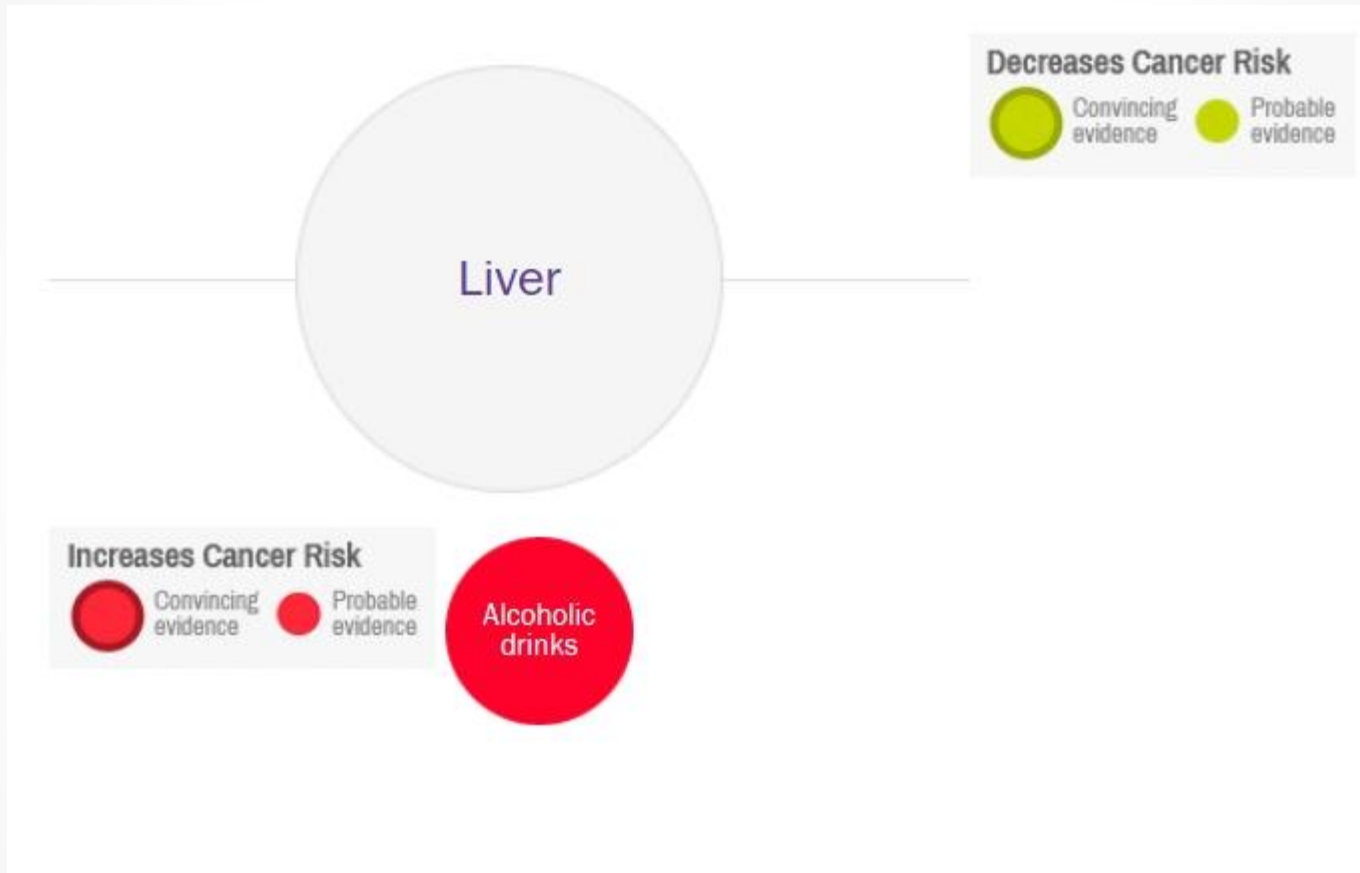 Decreases Cancer Risk
Convincing
evidence
Probable
evidence
Liver
Increases Cancer Risk
Convincing
evidence
Probable
evidence
Alcoholic
drinks